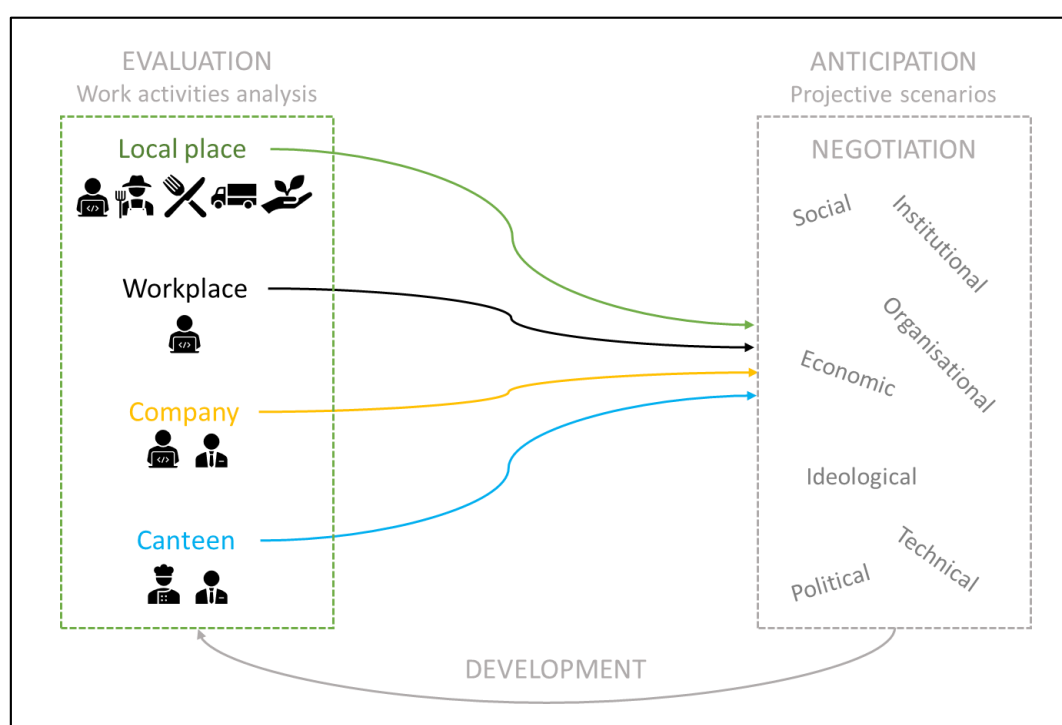 EVALUATION
Work activities analysis
Local place
</>
Workplace
</>
Company
</>
Canteen
ANTICIPATION
Projective scenarios
NEGOTIATION
Social
Institutional
Organisational
Economic
Ideological
Technical
Political
DEVELOPMENT